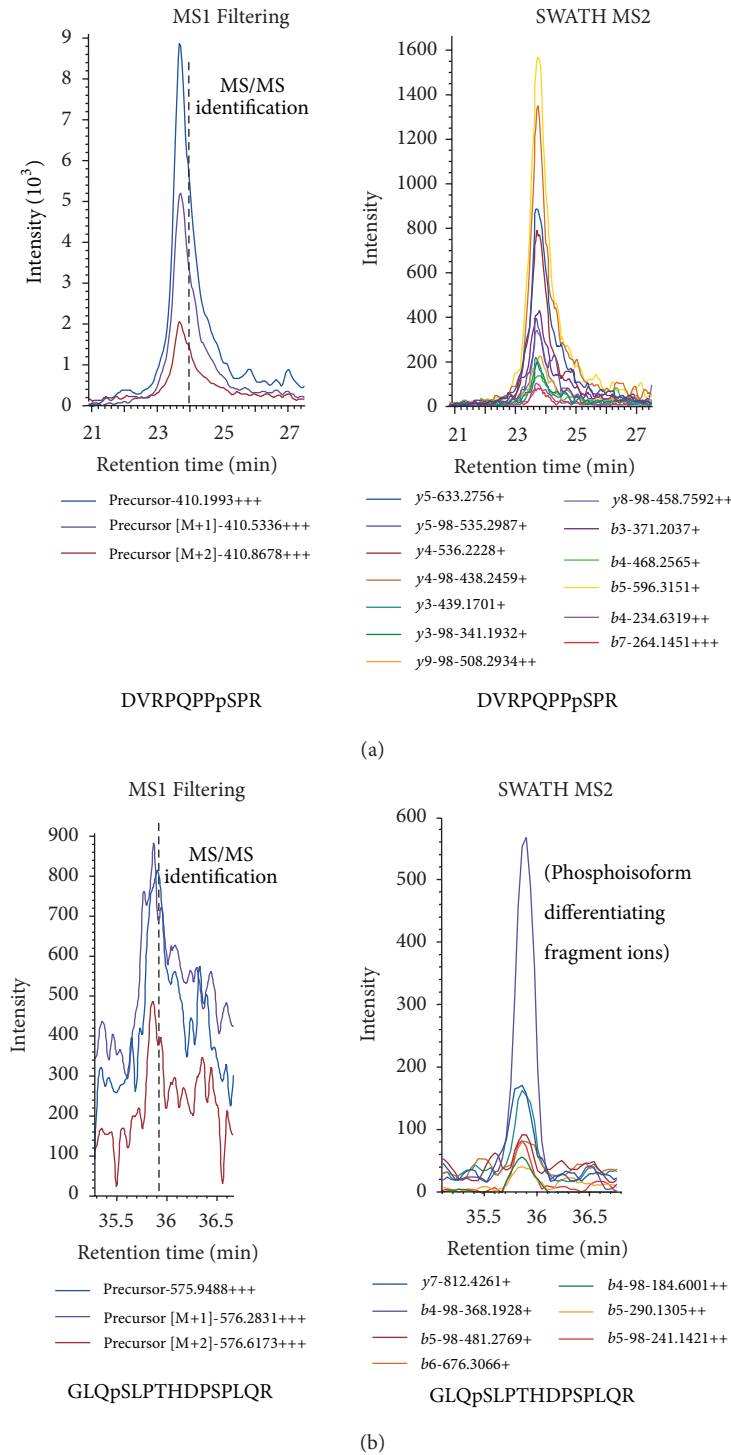 MS1 Filtering
9
8
7
6
5
4
3
2
1
0
Intensity (10³)
MS/MS
identification
21
23
25
27
Retention time (min)
Precursor-410.1993+++
Precursor [M+1]-410.5336+++
Precursor [M+2]-410.8678+++
DVRPQPPpSPR
SWATH MS2
1600
1400
1200
1000
800
600
400
200
0
Intensity
21
23
25
27
Retention time (min)
y5-633.2756+
y5-98-535.2987+
y4-536.2228+
y4-98-438.2459+
y3-439.1701+
y3-98-341.1932+
y9-98-508.2934++
y8-98-458.7592++
b3-371.2037+
b4-468.2565+
b5-596.3151+
b4-234.6319++
b7-264.1451+++
DVRPQPPpSPR
(a)
MS1 Filtering
900
800
700
600
500
400
300
200
100
0
Intensity
MS/MS
identification
35.5
36
36.5
Retention time (min)
Precursor-575.9488+++
Precursor [M+1]-576.2831+++
Precursor [M+2]-576.6173+++
GLQpSLPTHDPSPLQR
SWATH MS2
600
500
400
300
200
100
0
Intensity
(Phosphoisoform
differentiating
fragment ions)
35.5
36
36.5
Retention time (min)
y7-812.4261+
b4-98-368.1928+
b5-98-481.2769+
b6-676.3066+
b4-98-184.6001++
b5-290.1305++
b5-98-241.1421++
GLQpSLPTHDPSPLQR
(b)